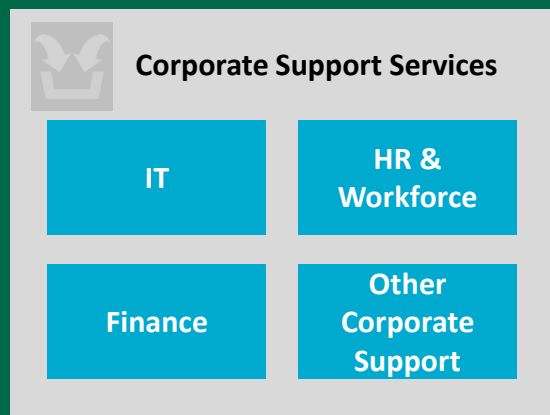 Corporate Support Services
IT
HR &
Workforce
Finance
Other
Corporate
Support